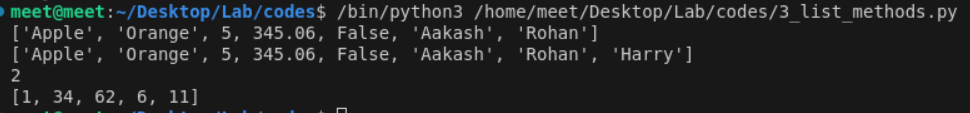 meet@meet:~/Desktop/Lab/codes$ /bin/python3 /home/meet/Desktop/Lab/codes/3_list_methods.py
['Apple', 'Orange', 5, 345.06, False, 'Aakash', 'Rohan']
['Apple', 'Orange', 5, 345.06, False, 'Aakash', 'Rohan', 'Harry']
2
[1, 34, 62, 6, 11]